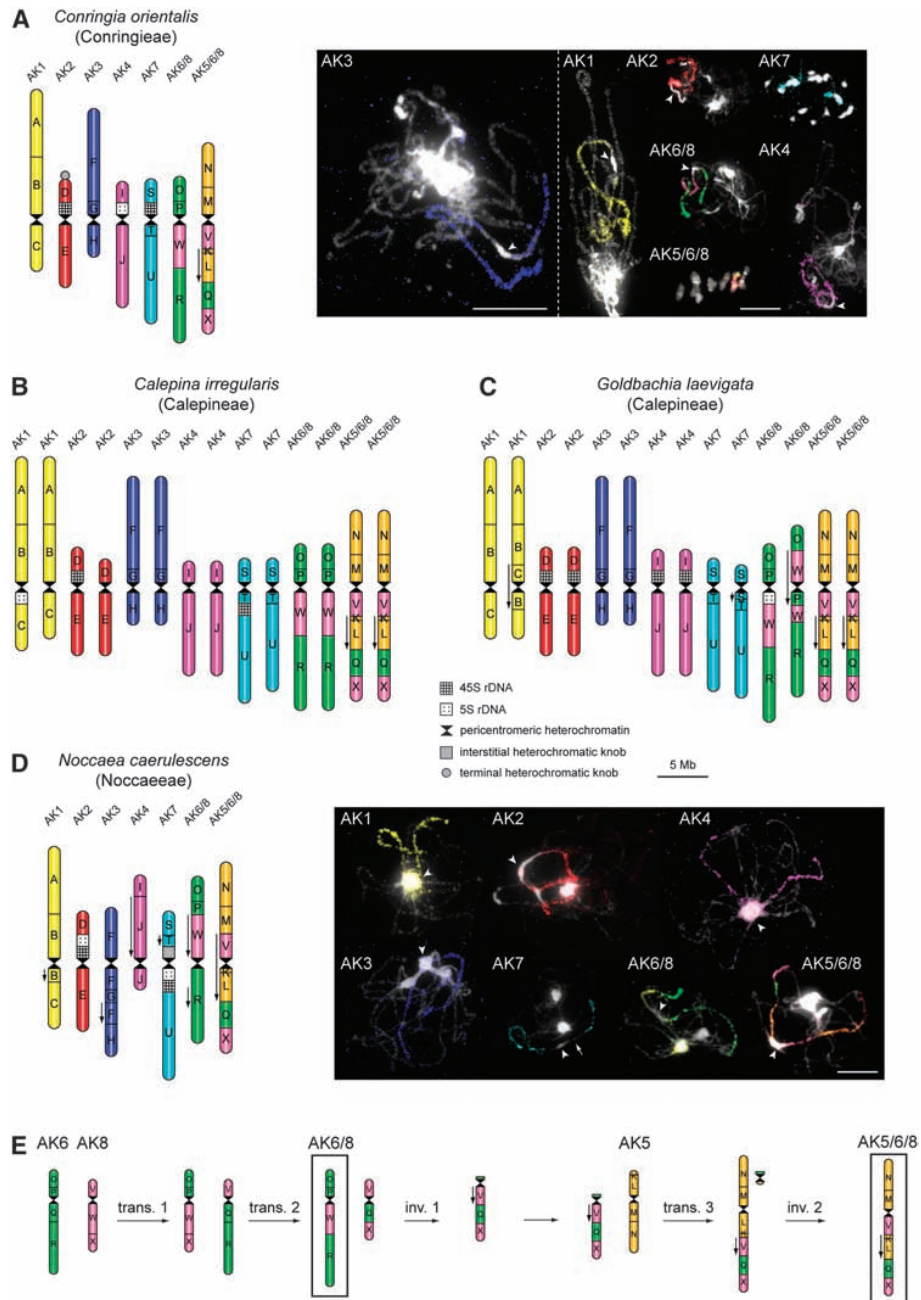 A
Conringia orientalis
(Conringieae)
AK1 AK2 AK3 AK4 AK7 AK6/8 AK5/6/8
A B C
D E
F G H
I J
S T U
O P W R
N M V K L Q X
AK3
AK1
AK2
AK7
AK6/8
AK4
AK5/6/8
B
Calepina irregularis
(Calepineae)
AK1 AK1 AK2 AK2 AK3 AK3 AK4 AK4 AK7 AK7 AK6/8 AK6/8 AK5/6/8 AK5/6/8
A B C
A B C
D E
D E
F G H
F G H
I J
I J
S T U
S T U
O P W R
O P W R
N M V K L Q X
N M V K L Q X
C
Goldbachia laevigata
(Calepineae)
AK1 AK1 AK2 AK2 AK3 AK3 AK4 AK4 AK7 AK7 AK6/8 AK6/8 AK5/6/8 AK5/6/8
A B C
A B C B
D E
D E
F G H
F G H
I J
I J
S T U
S S T U
O P W R
O W P W R
N M V K L Q X
N M V K L Q X
45S rDNA
5S rDNA
pericentromeric heterochromatin
interstitial heterochromatic knob
terminal heterochromatic knob
5 Mb
D
Noccaea caerulescens
(Noccaeeae)
AK1 AK2 AK3 AK4 AK7 AK6/8 AK5/6/8
A B B C
D E
F F G F H
I J J
S T U
O P W R
N M V K L Q X
AK1
AK2
AK4
AK3
AK7
AK6/8
AK5/6/8
E
AK6 AK8
trans. 1
trans. 2
AK6/8
inv. 1
AK5
trans. 3
inv. 2
AK5/6/8